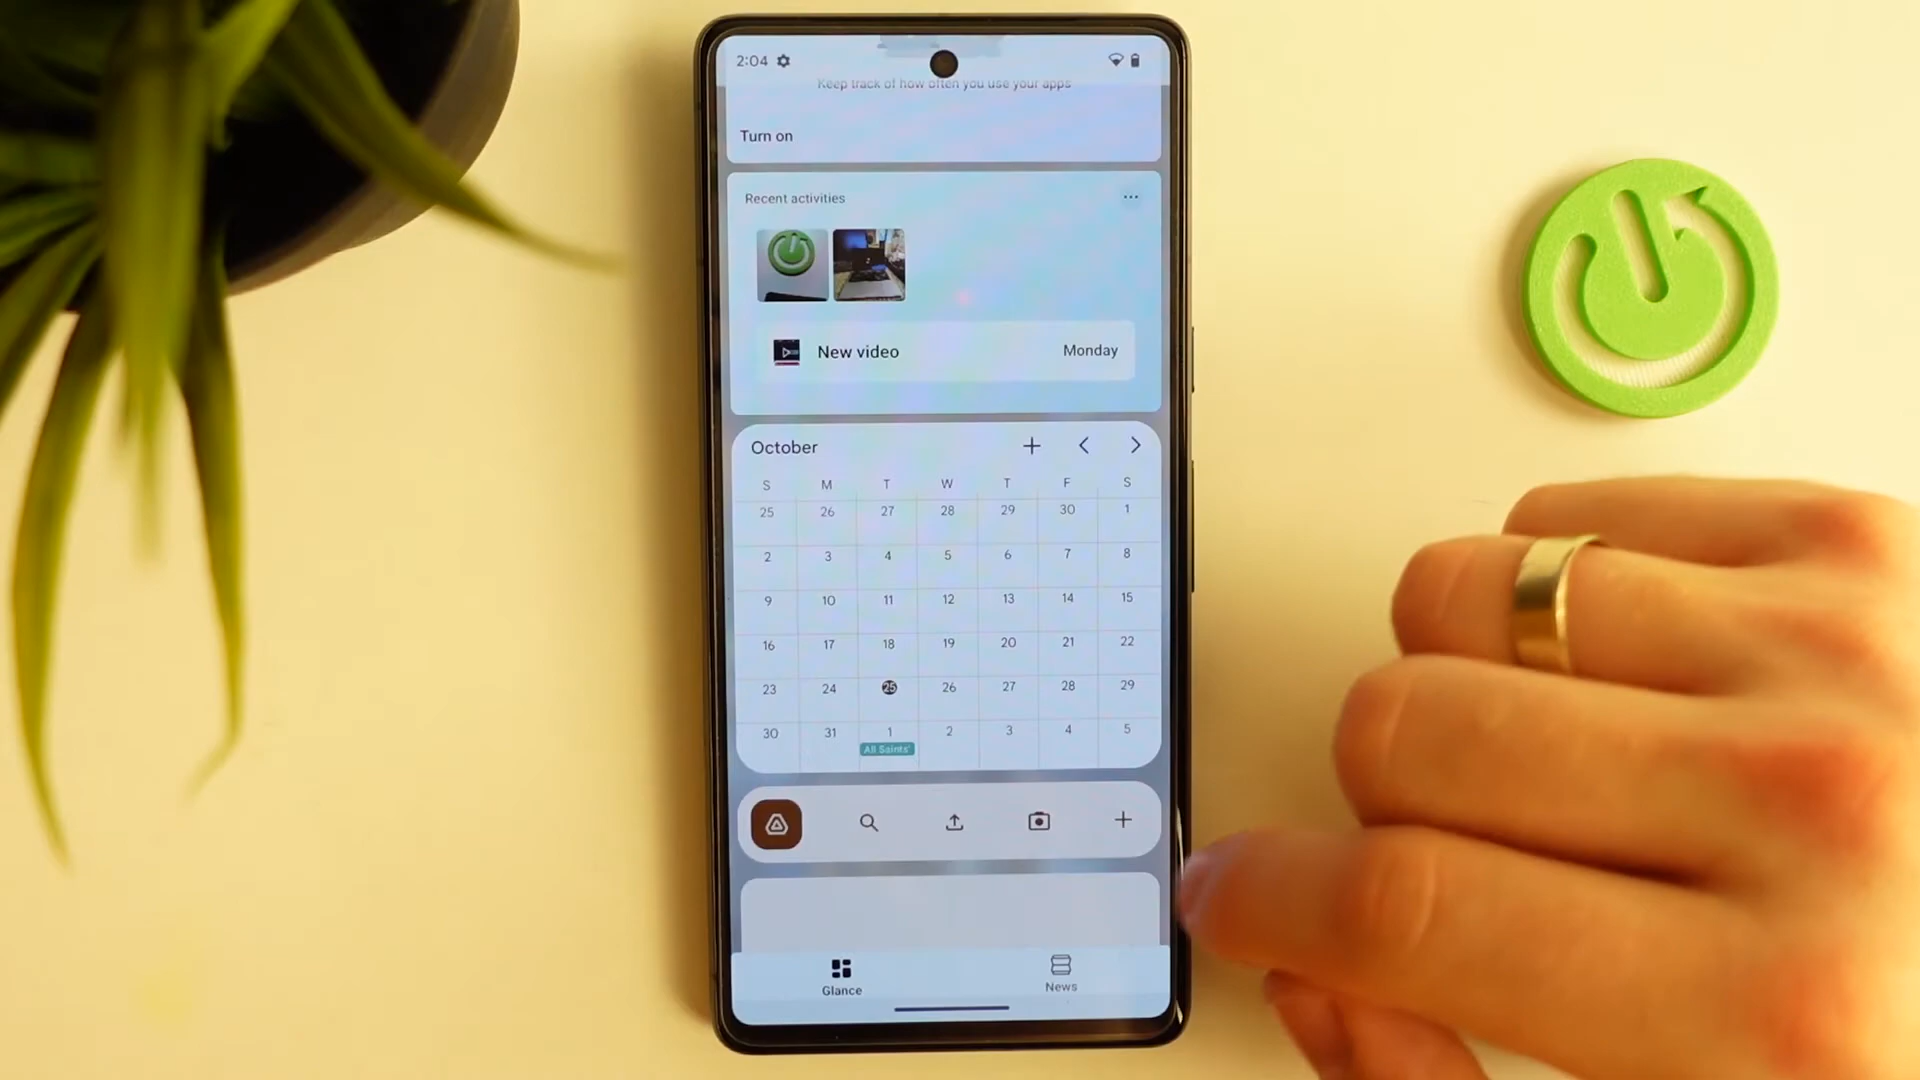 2:04
Keep track of how often you use your apps
Turn on
Recent activities
New video Monday
October
S M T W T F S
25 26 27 28 29 30 1
2 3 4 5 6 7 8
9 10 11 12 13 14 15
16 17 18 19 20 21 22
23 24 25 26 27 28 29
30 31 1 2 3 4 5
All Saints'
Glance News